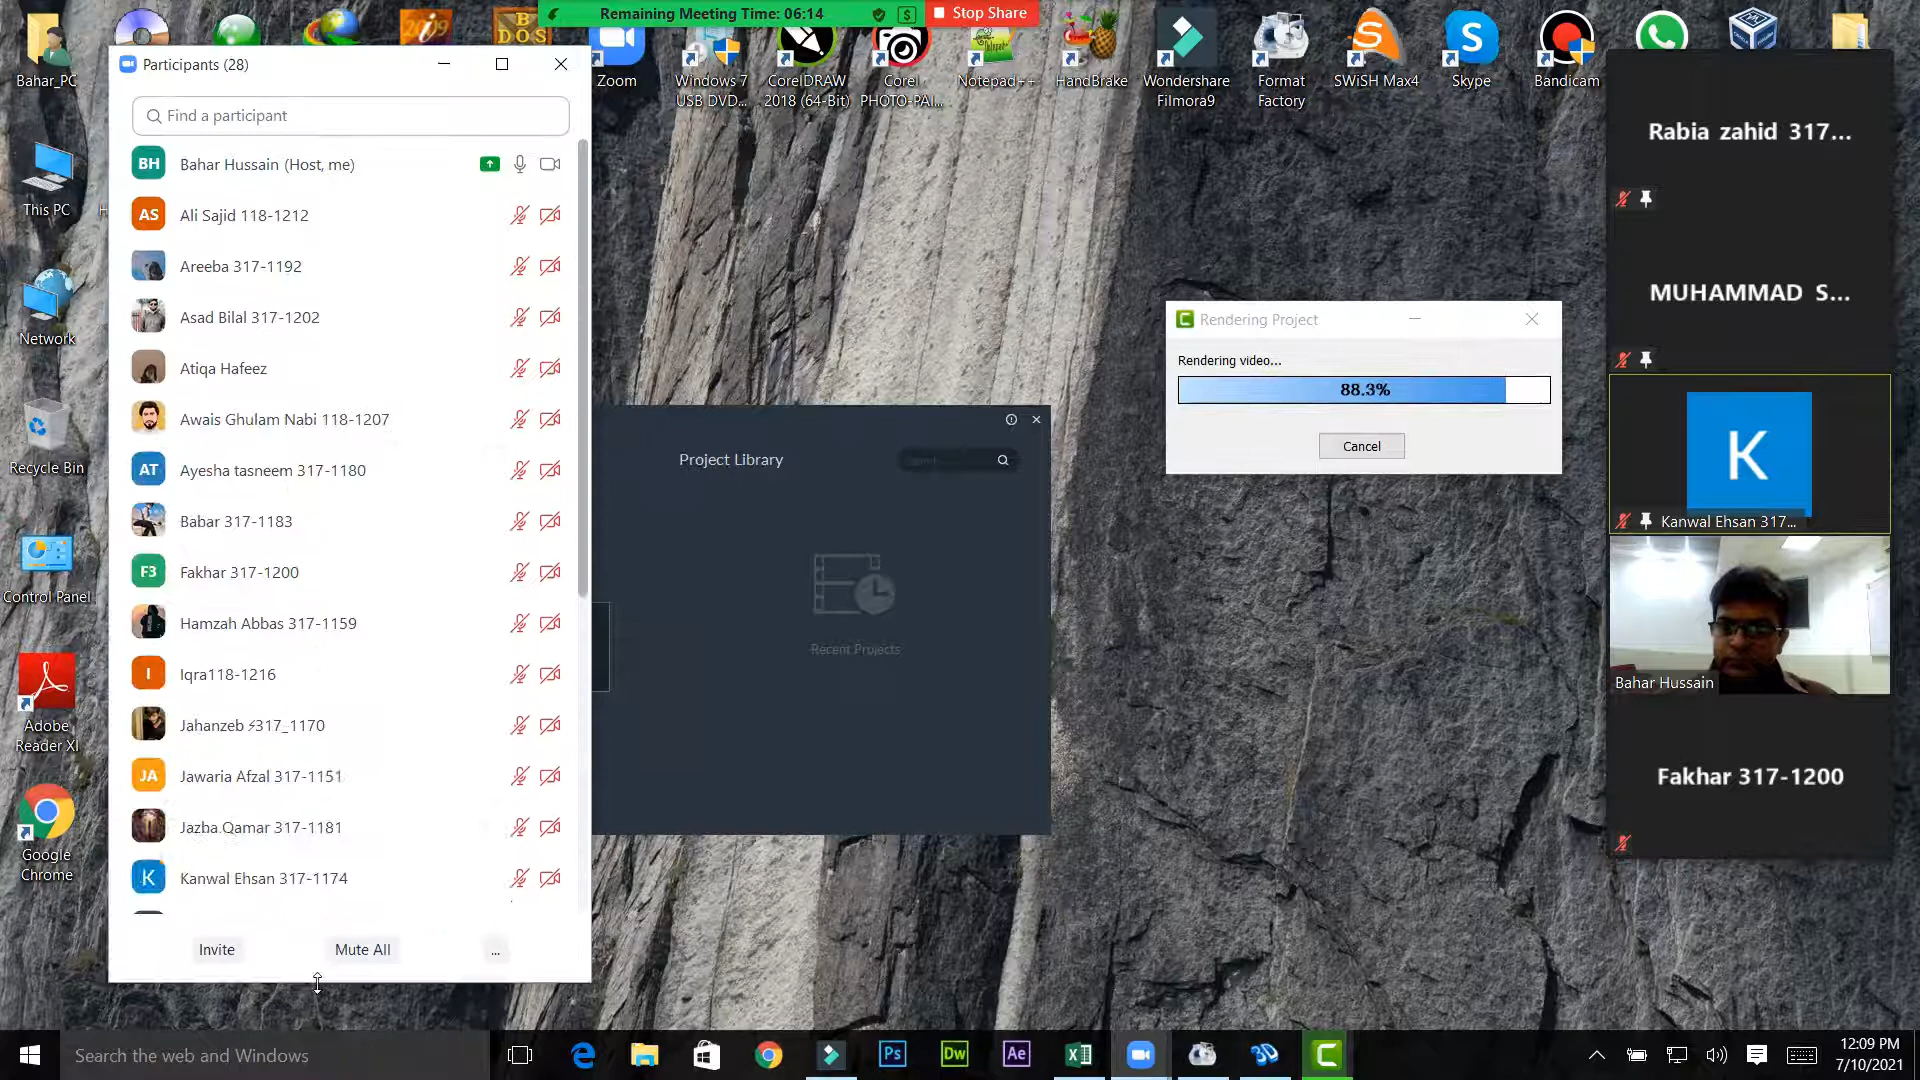 Remaining Meeting Time: 06:14
Stop Share
Bahar_PC
This PC
Network
Recycle Bin
Control Panel
Adobe
Reader XI
Google
Chrome
2019
B
DOS
Zoom
Windows 7
USB DVD...
CorelDRAW
2018 (64-Bit)
Corel
PHOTO-PAI...
Notepad++
HandBrake
Wondershare
Filmora9
Format
Factory
SWiSH Max4
Skype
Bandicam
Participants (28)
Find a participant
BH Bahar Hussain (Host, me)
AS Ali Sajid 118-1212
Areeba 317-1192
Asad Bilal 317-1202
Atiqa Hafeez
Awais Ghulam Nabi 118-1207
AT Ayesha tasneem 317-1180
Babar 317-1183
F3 Fakhar 317-1200
Hamzah Abbas 317-1159
I Iqra118-1216
Jahanzeb ⚡317_1170
JA Jawaria Afzal 317-1151
Jazba Qamar 317-1181
K Kanwal Ehsan 317-1174
Invite
Mute All
...
Project Library
Recent Projects
Rendering Project
Rendering video...
88.3%
Cancel
Rabia zahid 317...
MUHAMMAD S...
K
Kanwal Ehsan 317...
Bahar Hussain
Fakhar 317-1200
Search the web and Windows
Ps
Dw
Ae
12:09 PM
7/10/2021